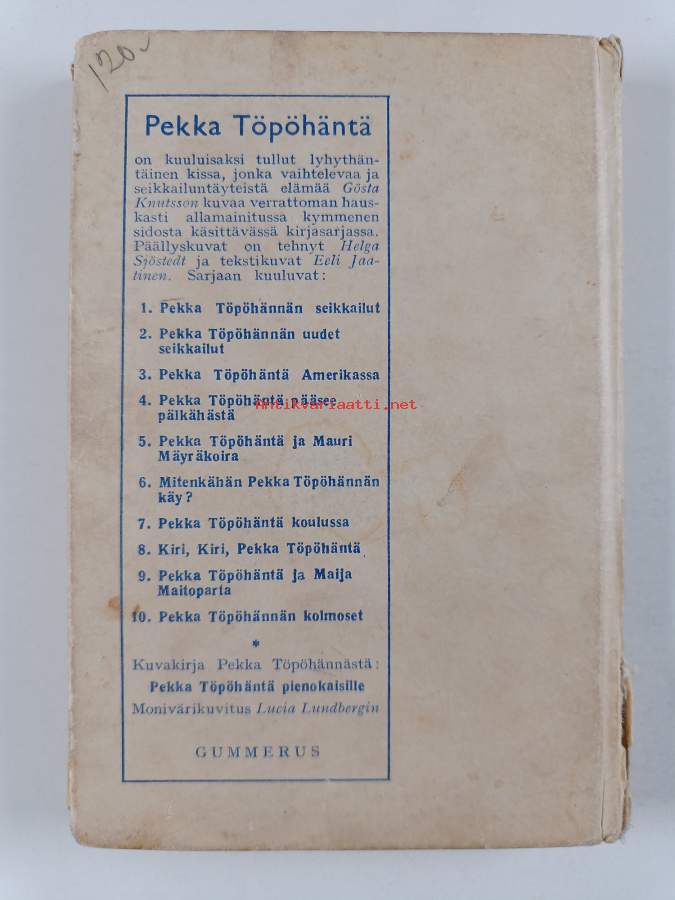 120.-
Pekka Töpöhäntä
on kuuluisaksi tullut lyhythän-
täinen kissa, jonka vaihtelevaa ja
seikkailuntäyteistä elämää Gösta
Knutsson kuvaa verrattoman haus-
kasti allamainitussa kymmenen
sidosta käsittävässä kirjasarjassa.
Päällyskuvat on tehnyt Helga
Sjöstedt ja tekstikuvat Eeli Jaa-
tinen. Sarjaan kuuluvat:
1. Pekka Töpöhännän seikkailut
2. Pekka Töpöhännän uudet
seikkailut
3. Pekka Töpöhäntä Amerikassa
4. Pekka Töpöhäntä pääsee
pälkähästä
Antikvariaatti.net
5. Pekka Töpöhäntä ja Mauri
Mäyräkoira
6. Mitenkähän Pekka Töpöhännän
käy?
7. Pekka Töpöhäntä koulussa
8. Kiri, Kiri, Pekka Töpöhäntä
9. Pekka Töpöhäntä ja Maija
Maitoparta
10. Pekka Töpöhännän kolmoset
*
Kuvakirja Pekka Töpöhännästä:
Pekka Töpöhäntä pienokaisille
Monivärikuvitus Lucia Lundbergin
GUMMERUS